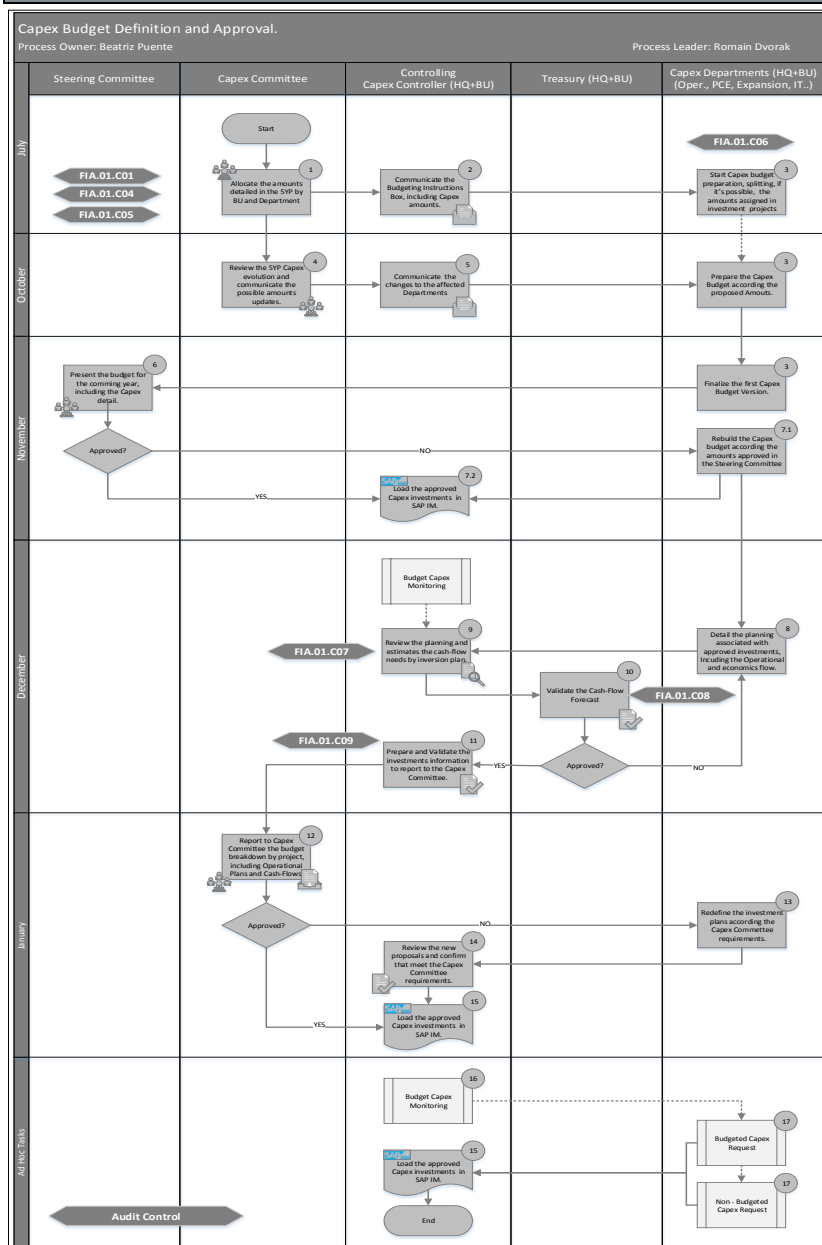 Capex Budget Definition and Approval.
Process Owner: Beatriz Puente
Process Leader: Romain Dvorak
Steering Committee
Capex Committee
Controlling
Capex Controller (HQ+BU)
Treasury (HQ+BU)
Capex Departments (HQ+BU)
(Oper., PCE, Expansion, IT..)
July
Start
FIA.01.C06
FIA.01.C01
FIA.01.C04
FIA.01.C05
1
Allocate the amounts
detailed in the 5YP by
BU and Department
2
Communicate the
Budgeting Instructions
Box, including Capex
amounts.
3
Start Capex budget
preparation, splitting, if
it's possible, the
amounts assigned in
investment projects
October
4
Review the 5YP Capex
evolution and
communicate the
possible amounts
updates.
5
Communicate the
changes to the affected
Departments
3
Prepare the Capex
Budget according the
proposed Amouts.
November
6
Present the budget for
the comming year,
including the Capex
detail.
3
Finalize the first Capex
Budget Version.
Approved?
NO
7.1
Rebuild the Capex
budget according the
amounts approved in
the Steering Committee
YES
SAP
7.2
Load the approved
Capex investments in
SAP IM.
December
Budget Capex
Monitoring
FIA.01.C07
9
Review the planning and
estimates the cash-flow
needs by inversion plan.
8
Detail the planning
associated with
approved investments,
Incuding the Operational
and economics flow.
10
Validate the Cash-Flow
Forecast
FIA.01.C08
FIA.01.C09
11
Prepare and Validate the
investments information
to report to the Capex
Committee.
YES
Approved?
NO
January
12
Report to Capex
Committee the budget
breakdown by project,
including Operational
Plans and Cash-Flows
Approved?
NO
13
Redefine the investment
plans according the
Capex Committee
requirements.
14
Review the new
proposals and confirm
that meet the Capex
Committee
requirements.
YES
SAP
15
Load the approved
Capex investments in
SAP IM.
Ad Hoc Tasks
16
Budget Capex
Monitoring
17
Budgeted Capex
Request
SAP
15
Load the approved
Capex investments in
SAP IM.
17
Non - Budgeted
Capex Request
Audit Control
End